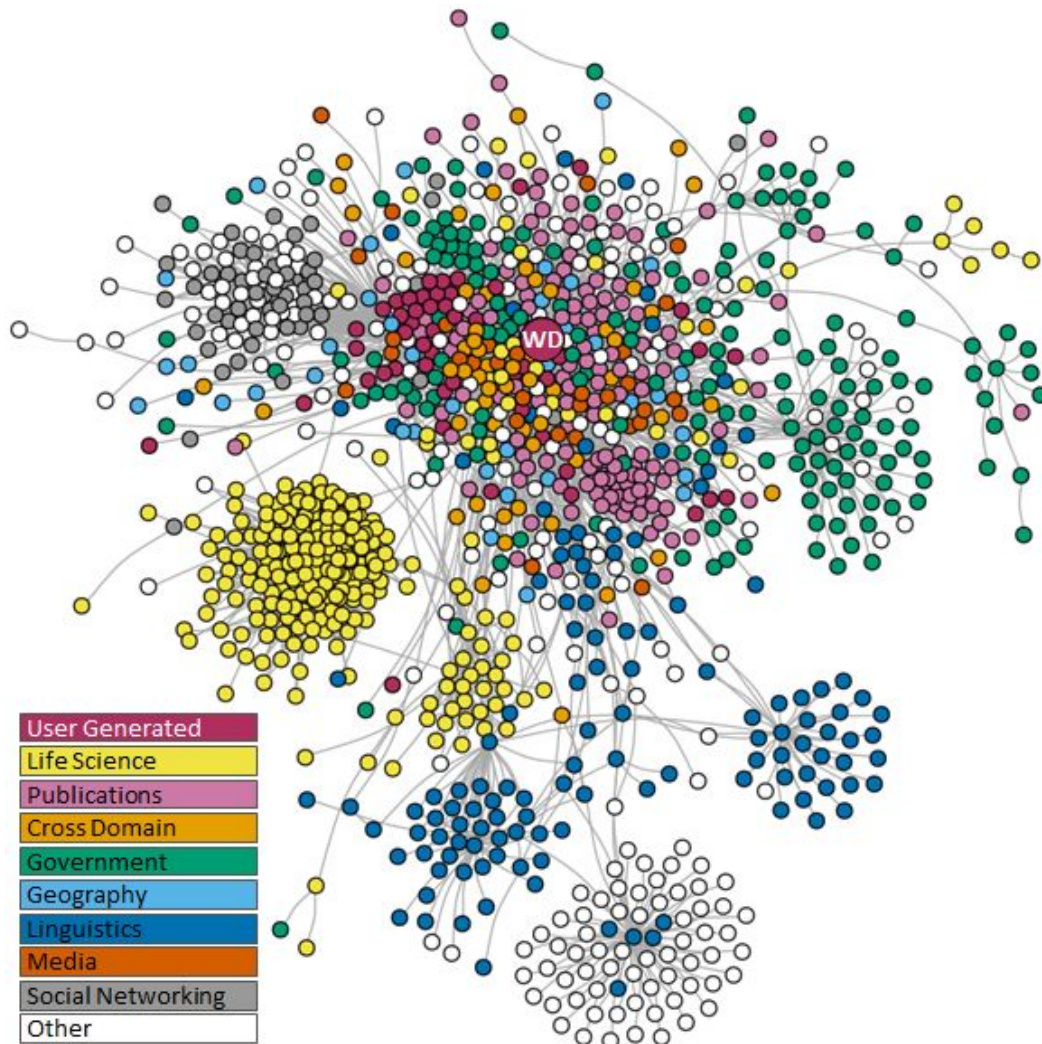 WD
User Generated
Life Science
Publications
Cross Domain
Government
Geography
Linguistics
Media
Social Networking
Other